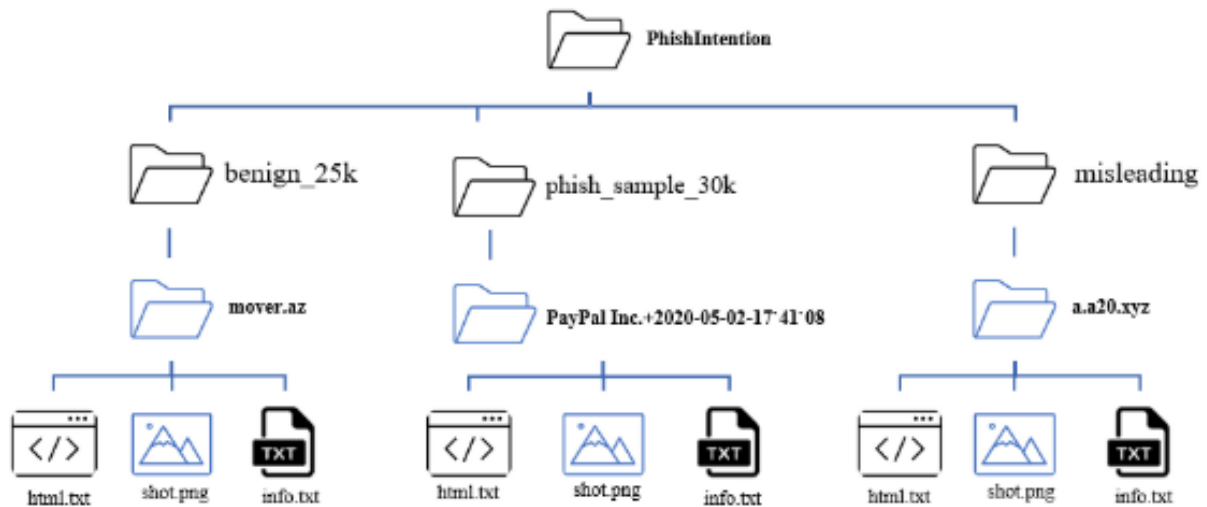 PhishIntention
benign_25k
phish_sample_30k
misleading
mover.az
PayPal Inc.+2020-05-02-17`41`08
a.a20.xyz
</>
TXT
</>
TXT
</>
TXT
html.txt
shot.png
info.txt
html.txt
shot.png
info.txt
html.txt
shot.png
info.txt